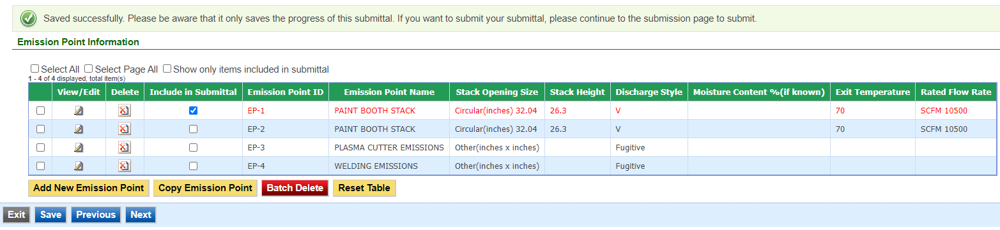 Saved successfully. Please be aware that it only saves the progress of this submittal. If you want to submit your submittal, please continue to the submission page to submit.
Emission Point Information
Select All Select Page All Show only items included in submittal
1 - 4 of 4 displayed, total item(s)
View/Edit Delete Include in Submittal Emission Point ID Emission Point Name Stack Opening Size Stack Height Discharge Style Moisture Content %(if known) Exit Temperature Rated Flow Rate
EP-1 PAINT BOOTH STACK Circular(inches) 32.04 26.3 V 70 SCFM 10500
EP-2 PAINT BOOTH STACK Circular(inches) 32.04 26.3 V 70 SCFM 10500
EP-3 PLASMA CUTTER EMISSIONS Other(inches x inches) Fugitive
EP-4 WELDING EMISSIONS Other(inches x inches) Fugitive
Add New Emission Point Copy Emission Point Batch Delete Reset Table
Exit Save Previous Next